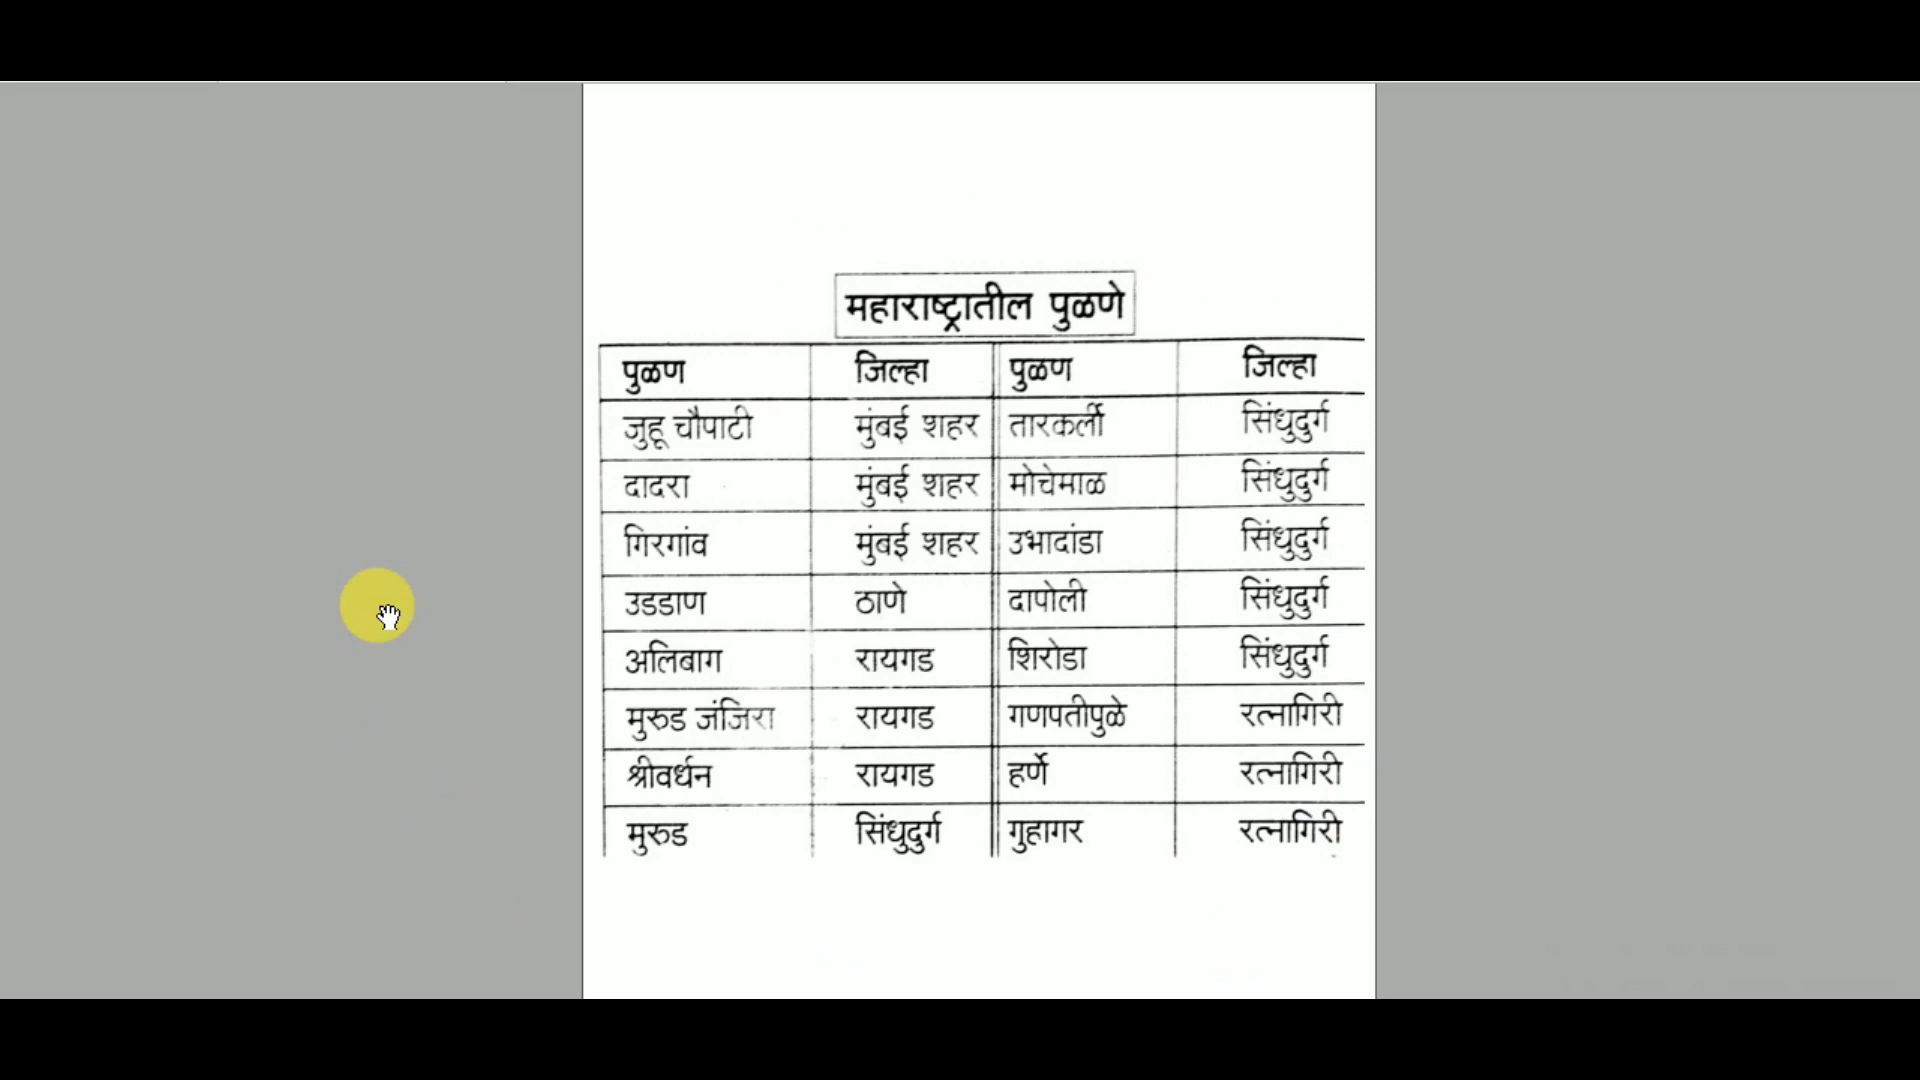 महाराष्ट्रातील पुळणे
पुळण जिल्हा पुळण जिल्हा
जुहू चौपाटी मुंबई शहर तारकर्ली सिंधुदुर्ग
दादरा मुंबई शहर मोचेमाळ सिंधुदुर्ग
गिरगांव मुंबई शहर उभादांडा सिंधुदुर्ग
उडडाण ठाणे दापोली सिंधुदुर्ग
अलिबाग रायगड शिरोडा सिंधुदुर्ग
मुरुड जंजिरा रायगड गणपतीपुळे रत्नागिरी
श्रीवर्धन रायगड हर्णे रत्नागिरी
मुरुड सिंधुदुर्ग गुहागर रत्नागिरी